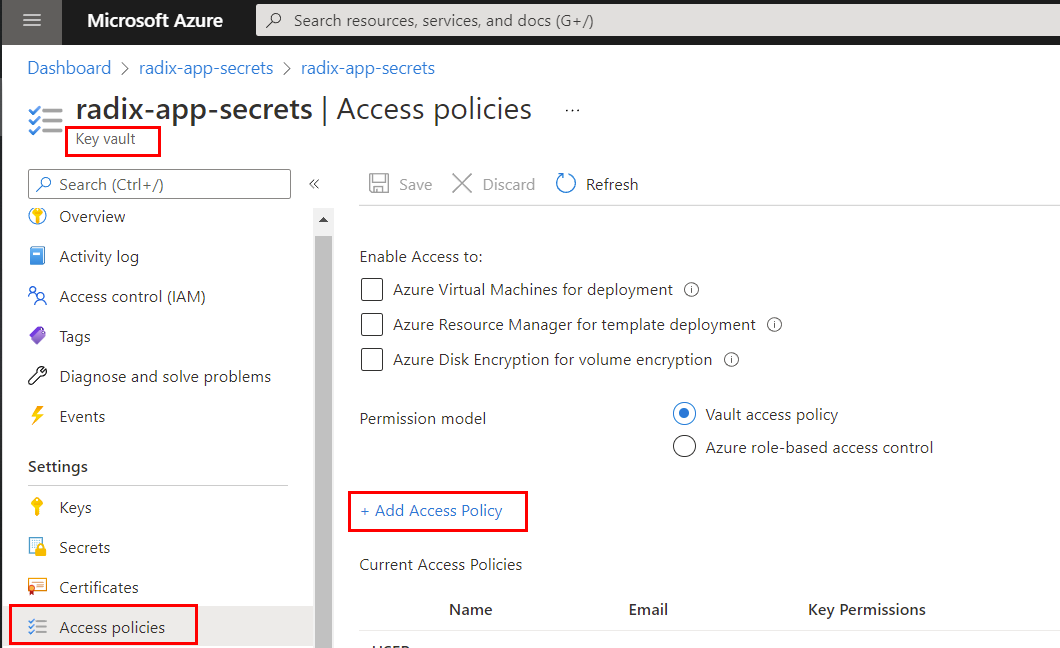 Microsoft Azure
Search resources, services, and docs (G+/)
Dashboard > radix-app-secrets > radix-app-secrets
radix-app-secrets | Access policies ...
Key vault
Search (Ctrl+/)
«
Save
Discard
Refresh
Overview
Activity log
Access control (IAM)
Tags
Diagnose and solve problems
Events
Settings
Keys
Secrets
Certificates
Access policies
Enable Access to:
Azure Virtual Machines for deployment
Azure Resource Manager for template deployment
Azure Disk Encryption for volume encryption
Permission model
Vault access policy
Azure role-based access control
+ Add Access Policy
Current Access Policies
Name Email Key Permissions
USER